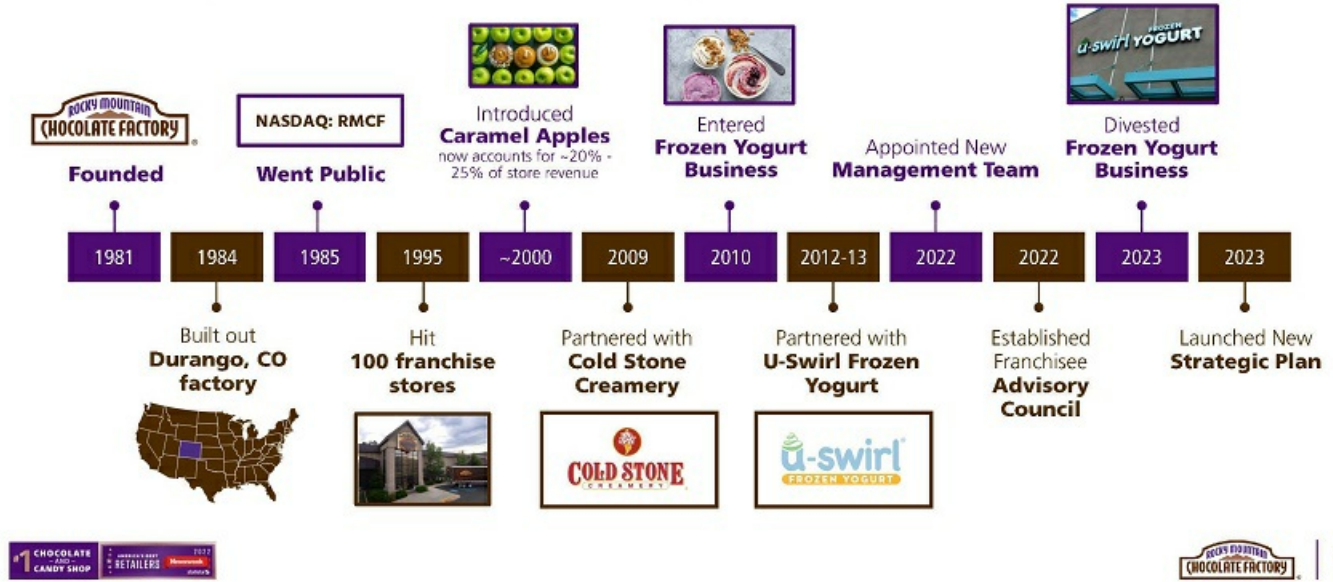 FROZEN
u-swirl YOGURT
ROCKY MOUNTAIN
CHOCOLATE FACTORY
®
Founded
NASDAQ: RMCF
Went Public
Introduced
Caramel Apples
now accounts for ~20% -
25% of store revenue
Entered
Frozen Yogurt
Business
Appointed New
Management Team
Divested
Frozen Yogurt
Business
1981
1984
1985
1995
~2000
2009
2010
2012-13
2022
2022
2023
2023
Built out
Durango, CO
factory
Hit
100 franchise
stores
Partnered with
Cold Stone
Creamery
Partnered with
U-Swirl Frozen
Yogurt
Established
Franchisee
Advisory
Council
Launched New
Strategic Plan
COLD STONE
CREAMERY
u-swirl
FROZEN YOGURT
#1 CHOCOLATE
-AND-
CANDY SHOP
AMERICA'S BEST
RETAILERS
2022
Newsweek
statista
ROCKY MOUNTAIN
CHOCOLATE FACTORY
®